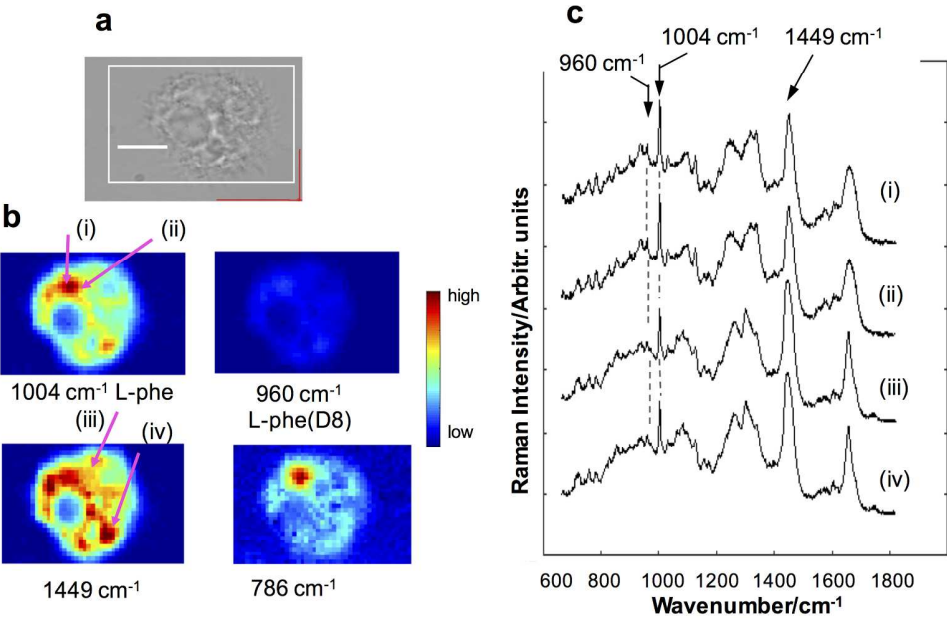 a
b
(i)
(ii)
1004 cm-1 L-phe
960 cm-1
L-phe(D8)
high
low
(iii)
(iv)
1449 cm-1
786 cm-1
c
1004 cm-1
1449 cm-1
960 cm-1
(i)
(ii)
(iii)
(iv)
Raman Intensity/Arbitr. units
600 800 1000 1200 1400 1600 1800
Wavenumber/cm-1